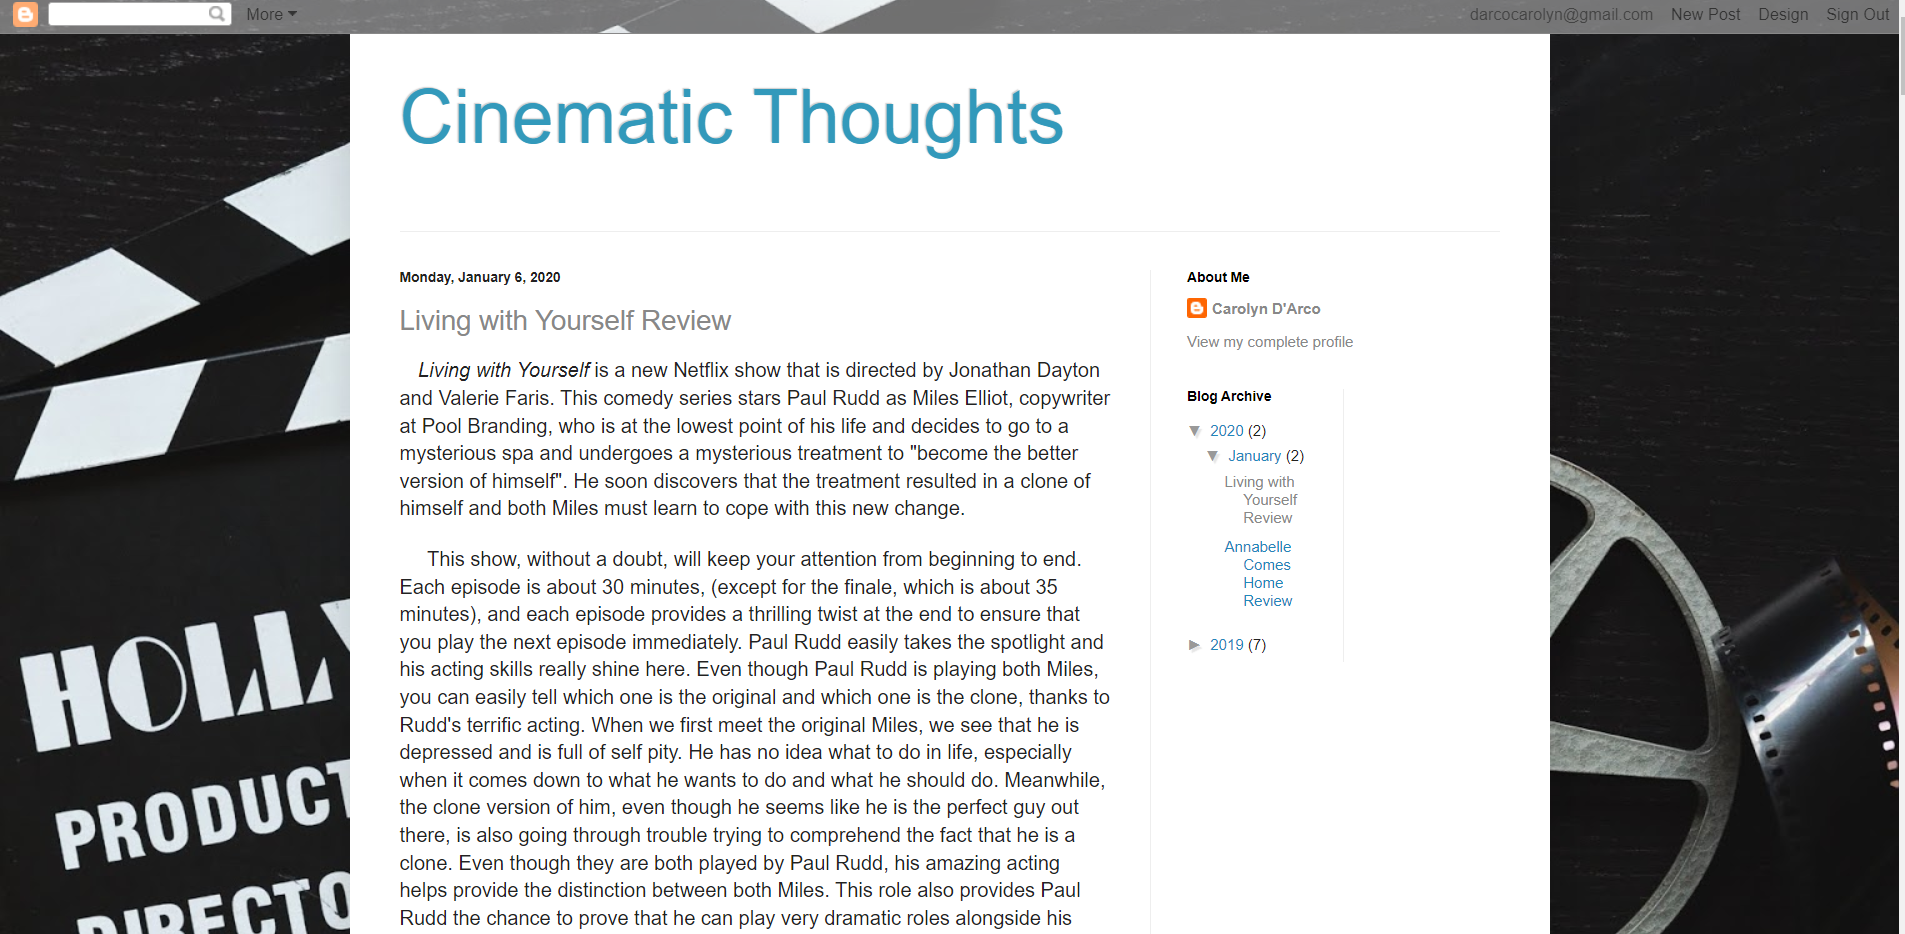 More
darcocarolyn@gmail.com New Post Design Sign Out
Cinematic Thoughts
Monday, January 6, 2020
Living with Yourself Review
Living with Yourself is a new Netflix show that is directed by Jonathan Dayton
and Valerie Faris. This comedy series stars Paul Rudd as Miles Elliot, copywriter
at Pool Branding, who is at the lowest point of his life and decides to go to a
mysterious spa and undergoes a mysterious treatment to "become the better
version of himself". He soon discovers that the treatment resulted in a clone of
himself and both Miles must learn to cope with this new change.
This show, without a doubt, will keep your attention from beginning to end.
Each episode is about 30 minutes, (except for the finale, which is about 35
minutes), and each episode provides a thrilling twist at the end to ensure that
you play the next episode immediately. Paul Rudd easily takes the spotlight and
his acting skills really shine here. Even though Paul Rudd is playing both Miles,
you can easily tell which one is the original and which one is the clone, thanks to
Rudd's terrific acting. When we first meet the original Miles, we see that he is
depressed and is full of self pity. He has no idea what to do in life, especially
when it comes down to what he wants to do and what he should do. Meanwhile,
the clone version of him, even though he seems like he is the perfect guy out
there, is also going through trouble trying to comprehend the fact that he is a
clone. Even though they are both played by Paul Rudd, his amazing acting
helps provide the distinction between both Miles. This role also provides Paul
Rudd the chance to prove that he can play very dramatic roles alongside his
About Me
Carolyn D'Arco
View my complete profile
Blog Archive
▼ 2020 (2)
▼ January (2)
Living with
Yourself
Review
Annabelle
Comes
Home
Review
► 2019 (7)
HOLLY
PRODUCT
DIRECTO